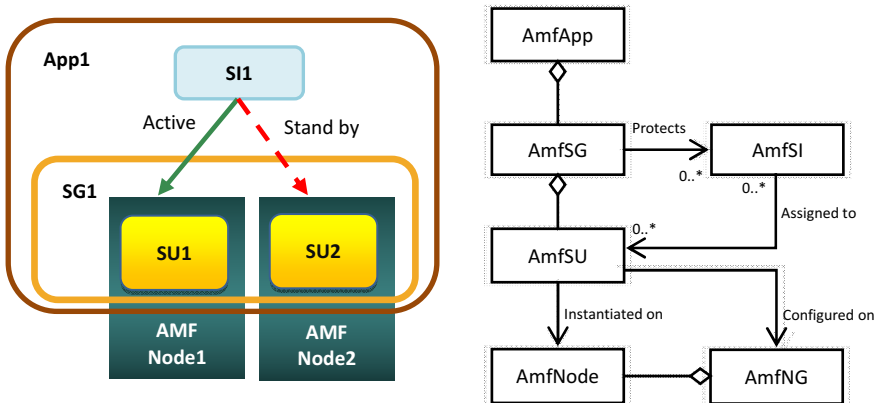 App1
SI1
Active
Stand by
SG1
SU1
SU2
AMF
Node1
AMF
Node2
AmfApp
AmfSG
Protects
0..*
AmfSI
0..*
Assigned to
0..*
AmfSU
Instantiated on
Configured on
AmfNode
AmfNG